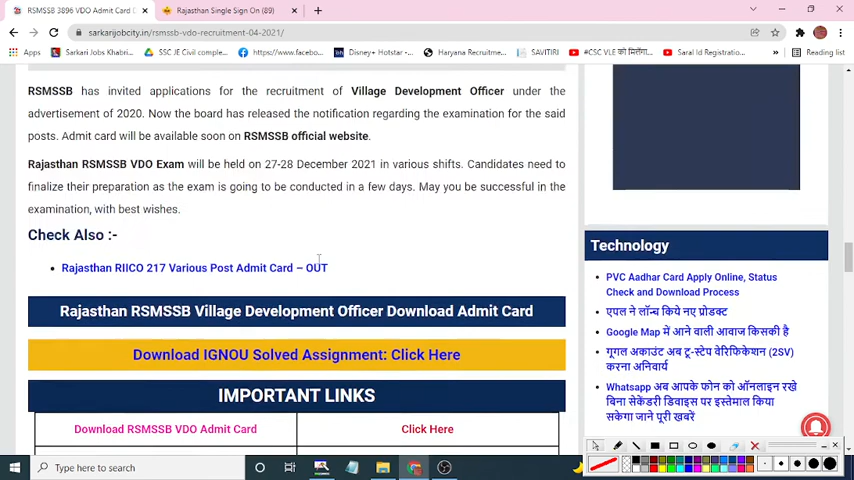 RSMSSB 3896 VDO Admit Card (
Rajasthan Single Sign On (89)
sarkarijobcity.in/rsmssb-vdo-recruitment-04-2021/
Apps
Sarkari Jobs Khabri...
SSC JE Civil comple...
https://www.facebo...
Disney+ Hotstar -...
Haryana Recruitme...
SAVITIRI
#CSC VLE को मिलेंगा...
Saral Id Registratio...
Reading list
RSMSSB has invited applications for the recruitment of Village Development Officer under the
advertisement of 2020. Now the board has released the notification regarding the examination for the said
posts. Admit card will be available soon on RSMSSB official website.
Rajasthan RSMSSB VDO Exam will be held on 27-28 December 2021 in various shifts. Candidates need to
finalize their preparation as the exam is going to be conducted in a few days. May you be successful in the
examination, with best wishes.
Check Also :-
Rajasthan RIICO 217 Various Post Admit Card – OUT
Rajasthan RSMSSB Village Development Officer Download Admit Card
Download IGNOU Solved Assignment: Click Here
IMPORTANT LINKS
Download RSMSSB VDO Admit Card
Click Here
Technology
PVC Aadhar Card Apply Online, Status
Check and Download Process
एपल ने लॉन्च किये नए प्रोडक्ट
Google Map में आने वाली आवाज किसकी है
गूगल अकाउंट अब टू-स्टेप वेरिफिकेशन (2SV)
करना अनिवार्य
Whatsapp अब आपके फोन को ऑनलाइन रखे
बिना सेकेंडरी डिवाइस पर इस्तेमाल किया
सकेगा जाने पूरी खबरें
Type here to search